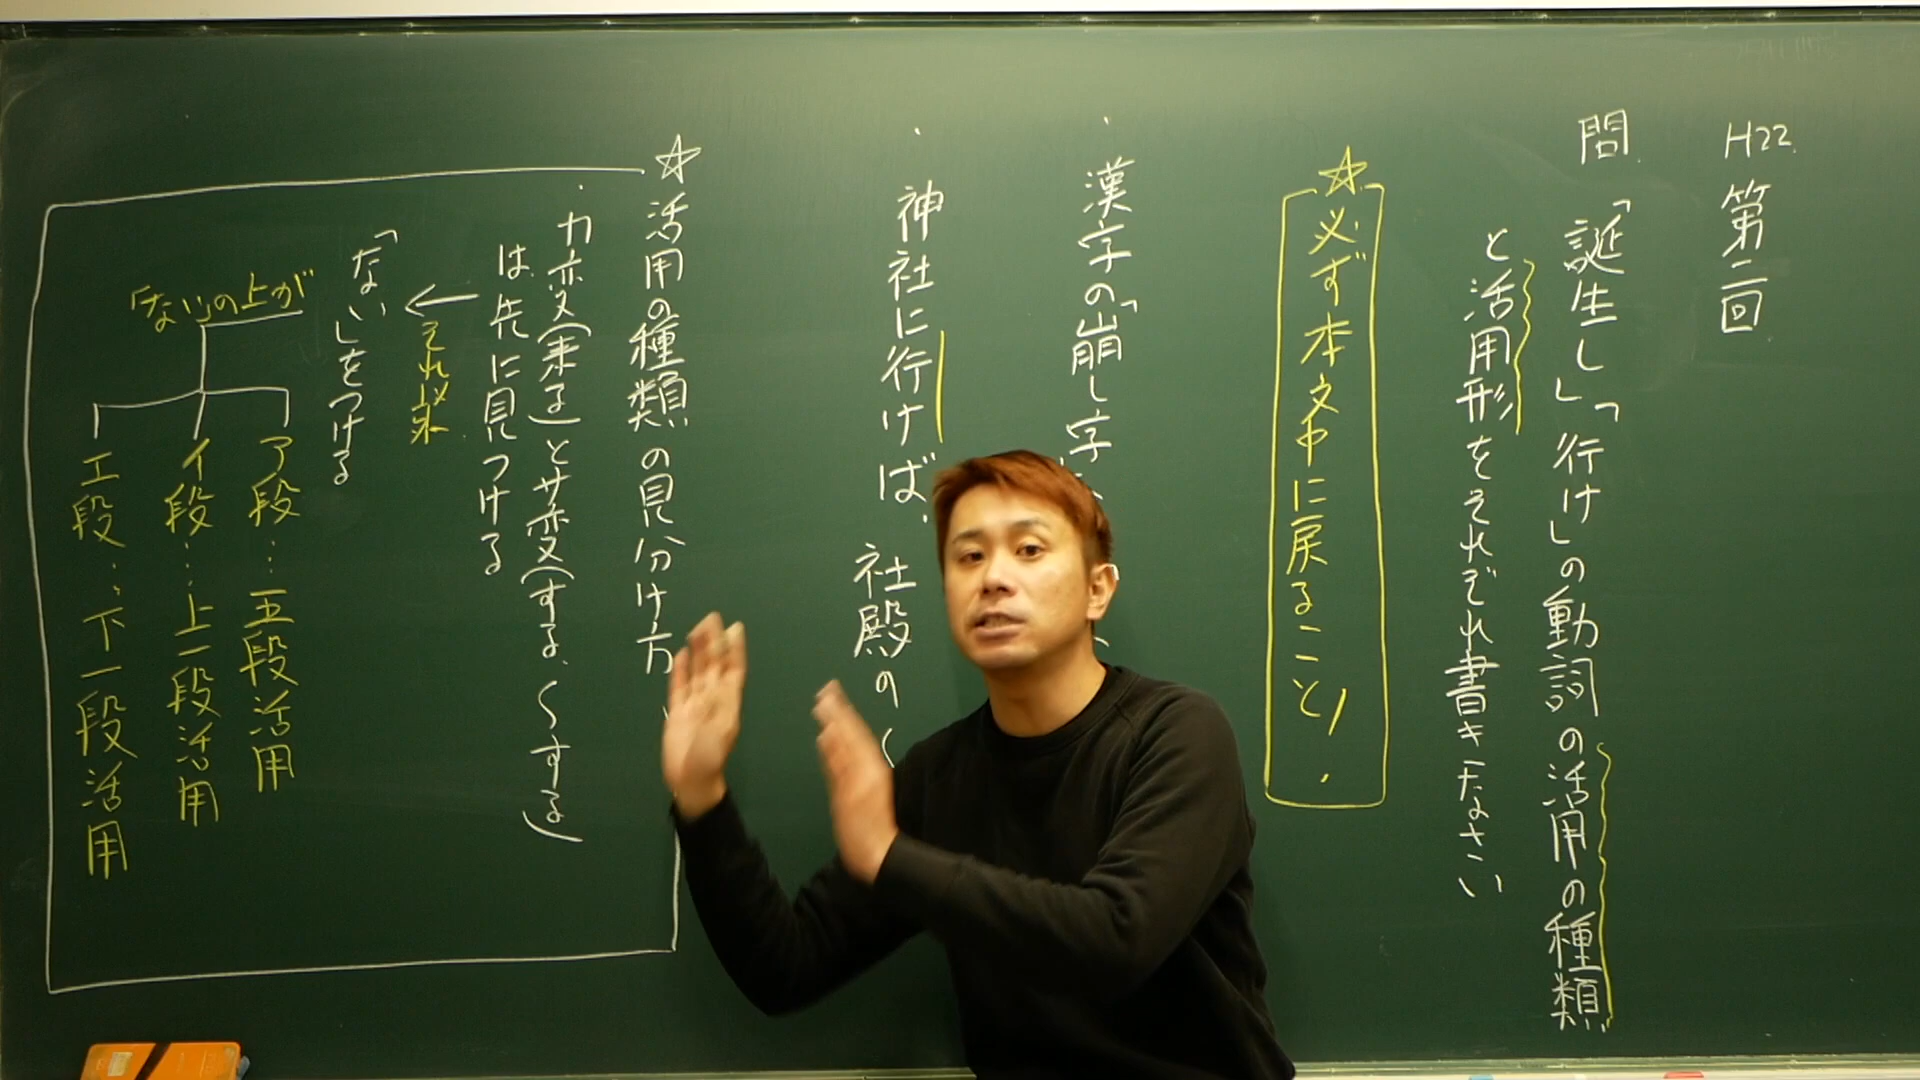 H22 第二回
問 「誕生し」「行け」の動詞の活用の種類
と活用形をそれぞれ書きなさい
☆必ず本文中に戻ること!
・漢字の「崩し字
・神社に行けば、社殿の
☆活用の種類の見分け方
・カ変(来る)とサ変(する、〜する)
は先に見つける
←それ以外
「ない」をつける
「ない」の上が
ア段…五段活用
イ段…上一段活用
エ段…下一段活用